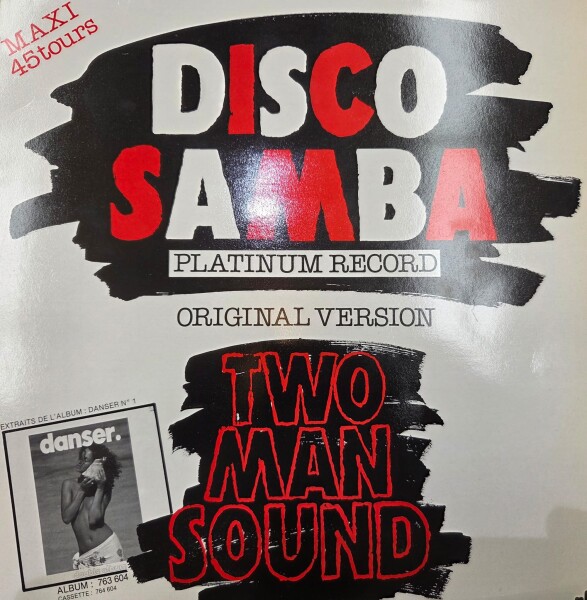 MAXI
45tours
DISCO
SAMBA
PLATINUM RECORD
ORIGINAL VERSION
TWO
MAN
SOUND
EXTRAITS DE L'ALBUM : DANSER N° 1
danser.
ALBUM : 763 604
CASSETTE : 764 604